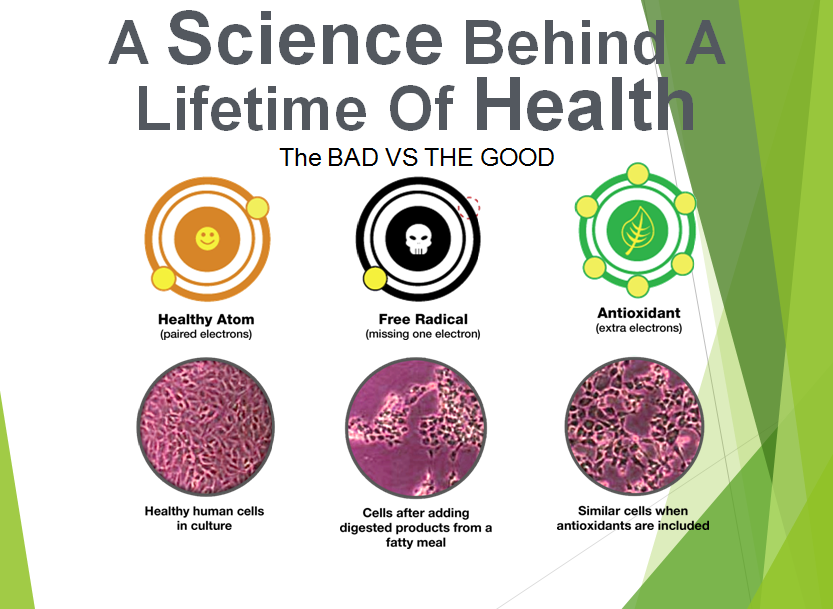 A Science Behind A
Lifetime Of Health
The BAD VS THE GOOD
Healthy Atom
(paired electrons)
Free Radical
(missing one electron)
Antioxidant
(extra electrons)
Healthy human cells
in culture
Cells after adding
digested products from a
fatty meal
Similar cells when
antioxidants are included